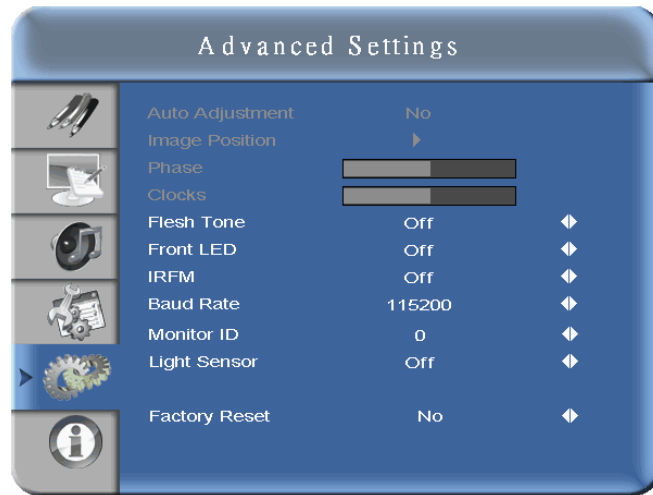 Advanced Settings
Auto Adjustment No
Image Position
Phase
Clocks
Flesh Tone Off
Front LED Off
IRFM Off
Baud Rate 115200
Monitor ID 0
Light Sensor Off
Factory Reset No